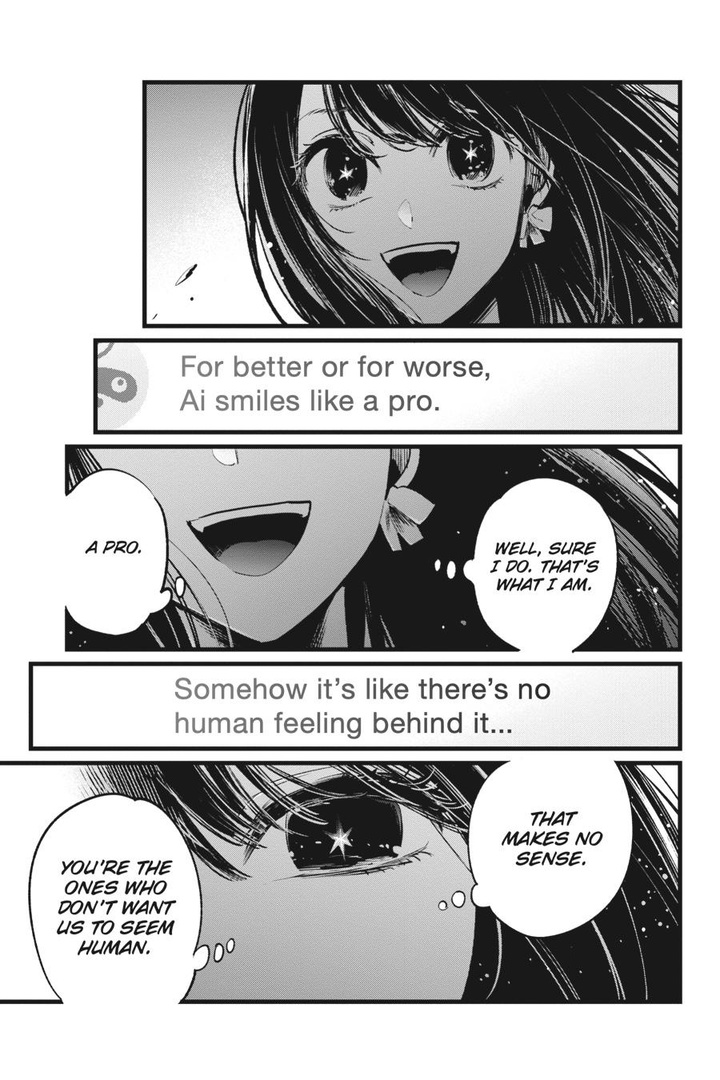 For better or for worse,
Ai smiles like a pro.
WELL, SURE
I DO. THAT'S
WHAT I AM.
A PRO.
Somehow it's like there's no
human feeling behind it...
THAT
MAKES NO
SENSE.
YOU'RE THE
ONES WHO
DON'T WANT
US TO SEEM
HUMAN.